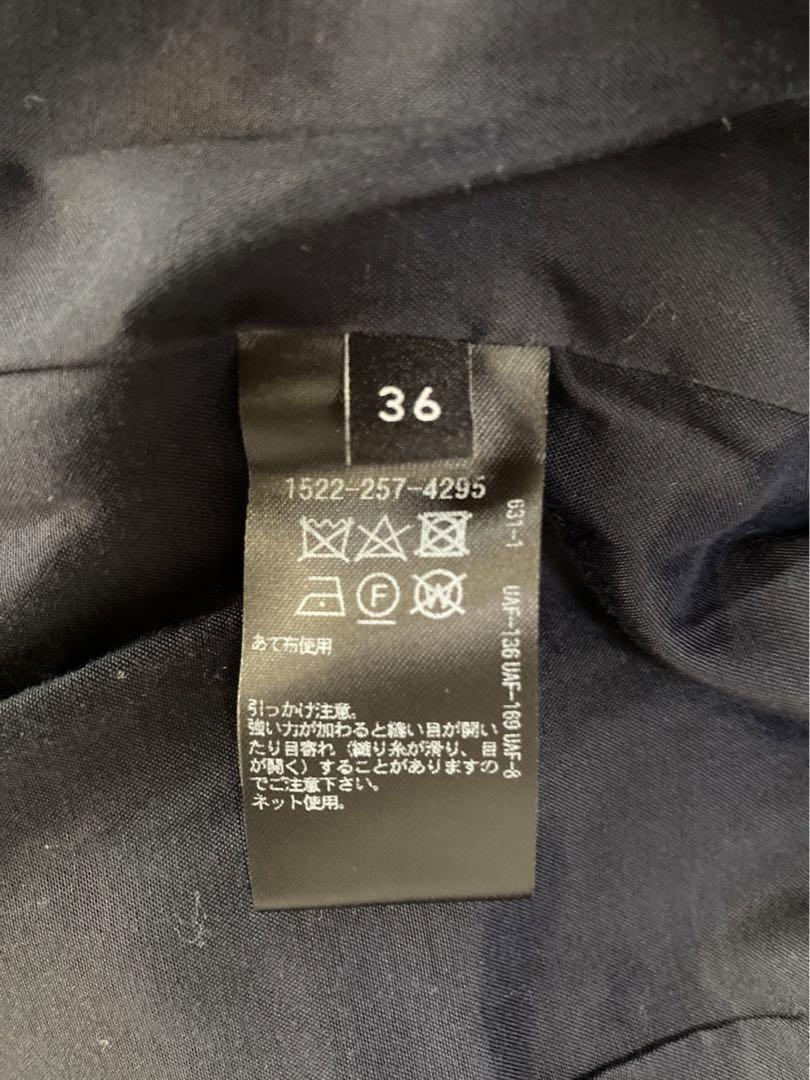 36
1522-257-4295
F W
あて布使用
引っかけ注意。
強い力が加わると縫い目が開い
たり目寄れ（織り糸が滑り、目
が開く）することがありますの
でご注意下さい。
ネット使用。
631-1 UAF-136 UAF-169 UAF-8